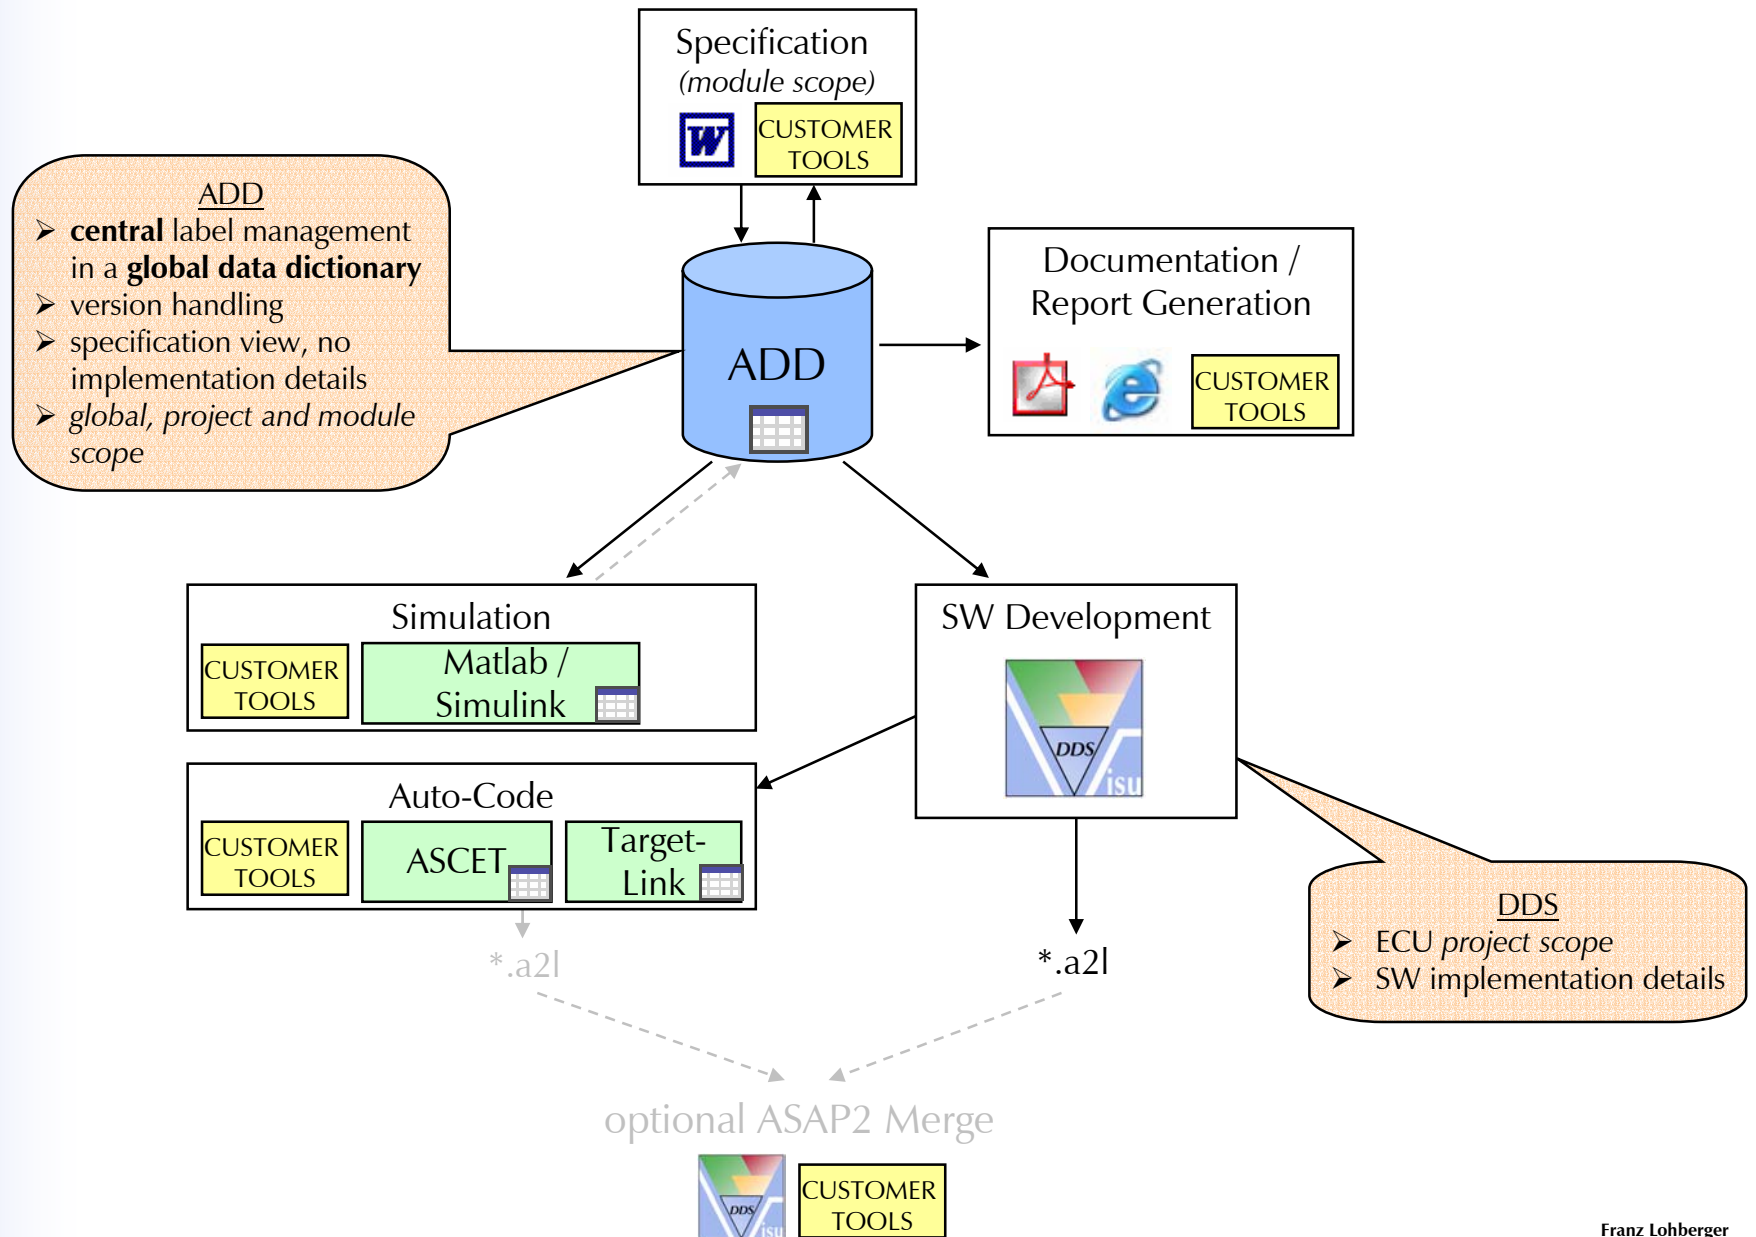 Specification
(module scope)
W
CUSTOMER
TOOLS
ADD
➢ central label management
in a global data dictionary
➢ version handling
➢ specification view, no
implementation details
➢ global, project and module
scope
ADD
Documentation /
Report Generation
CUSTOMER
TOOLS
Simulation
CUSTOMER
TOOLS
Matlab /
Simulink
SW Development
DDS
isu
Auto-Code
CUSTOMER
TOOLS
ASCET
Target-
Link
DDS
➢ ECU project scope
➢ SW implementation details
*.a2l
*.a2l
optional ASAP2 Merge
DDS
isu
CUSTOMER
TOOLS
Franz Lohberger